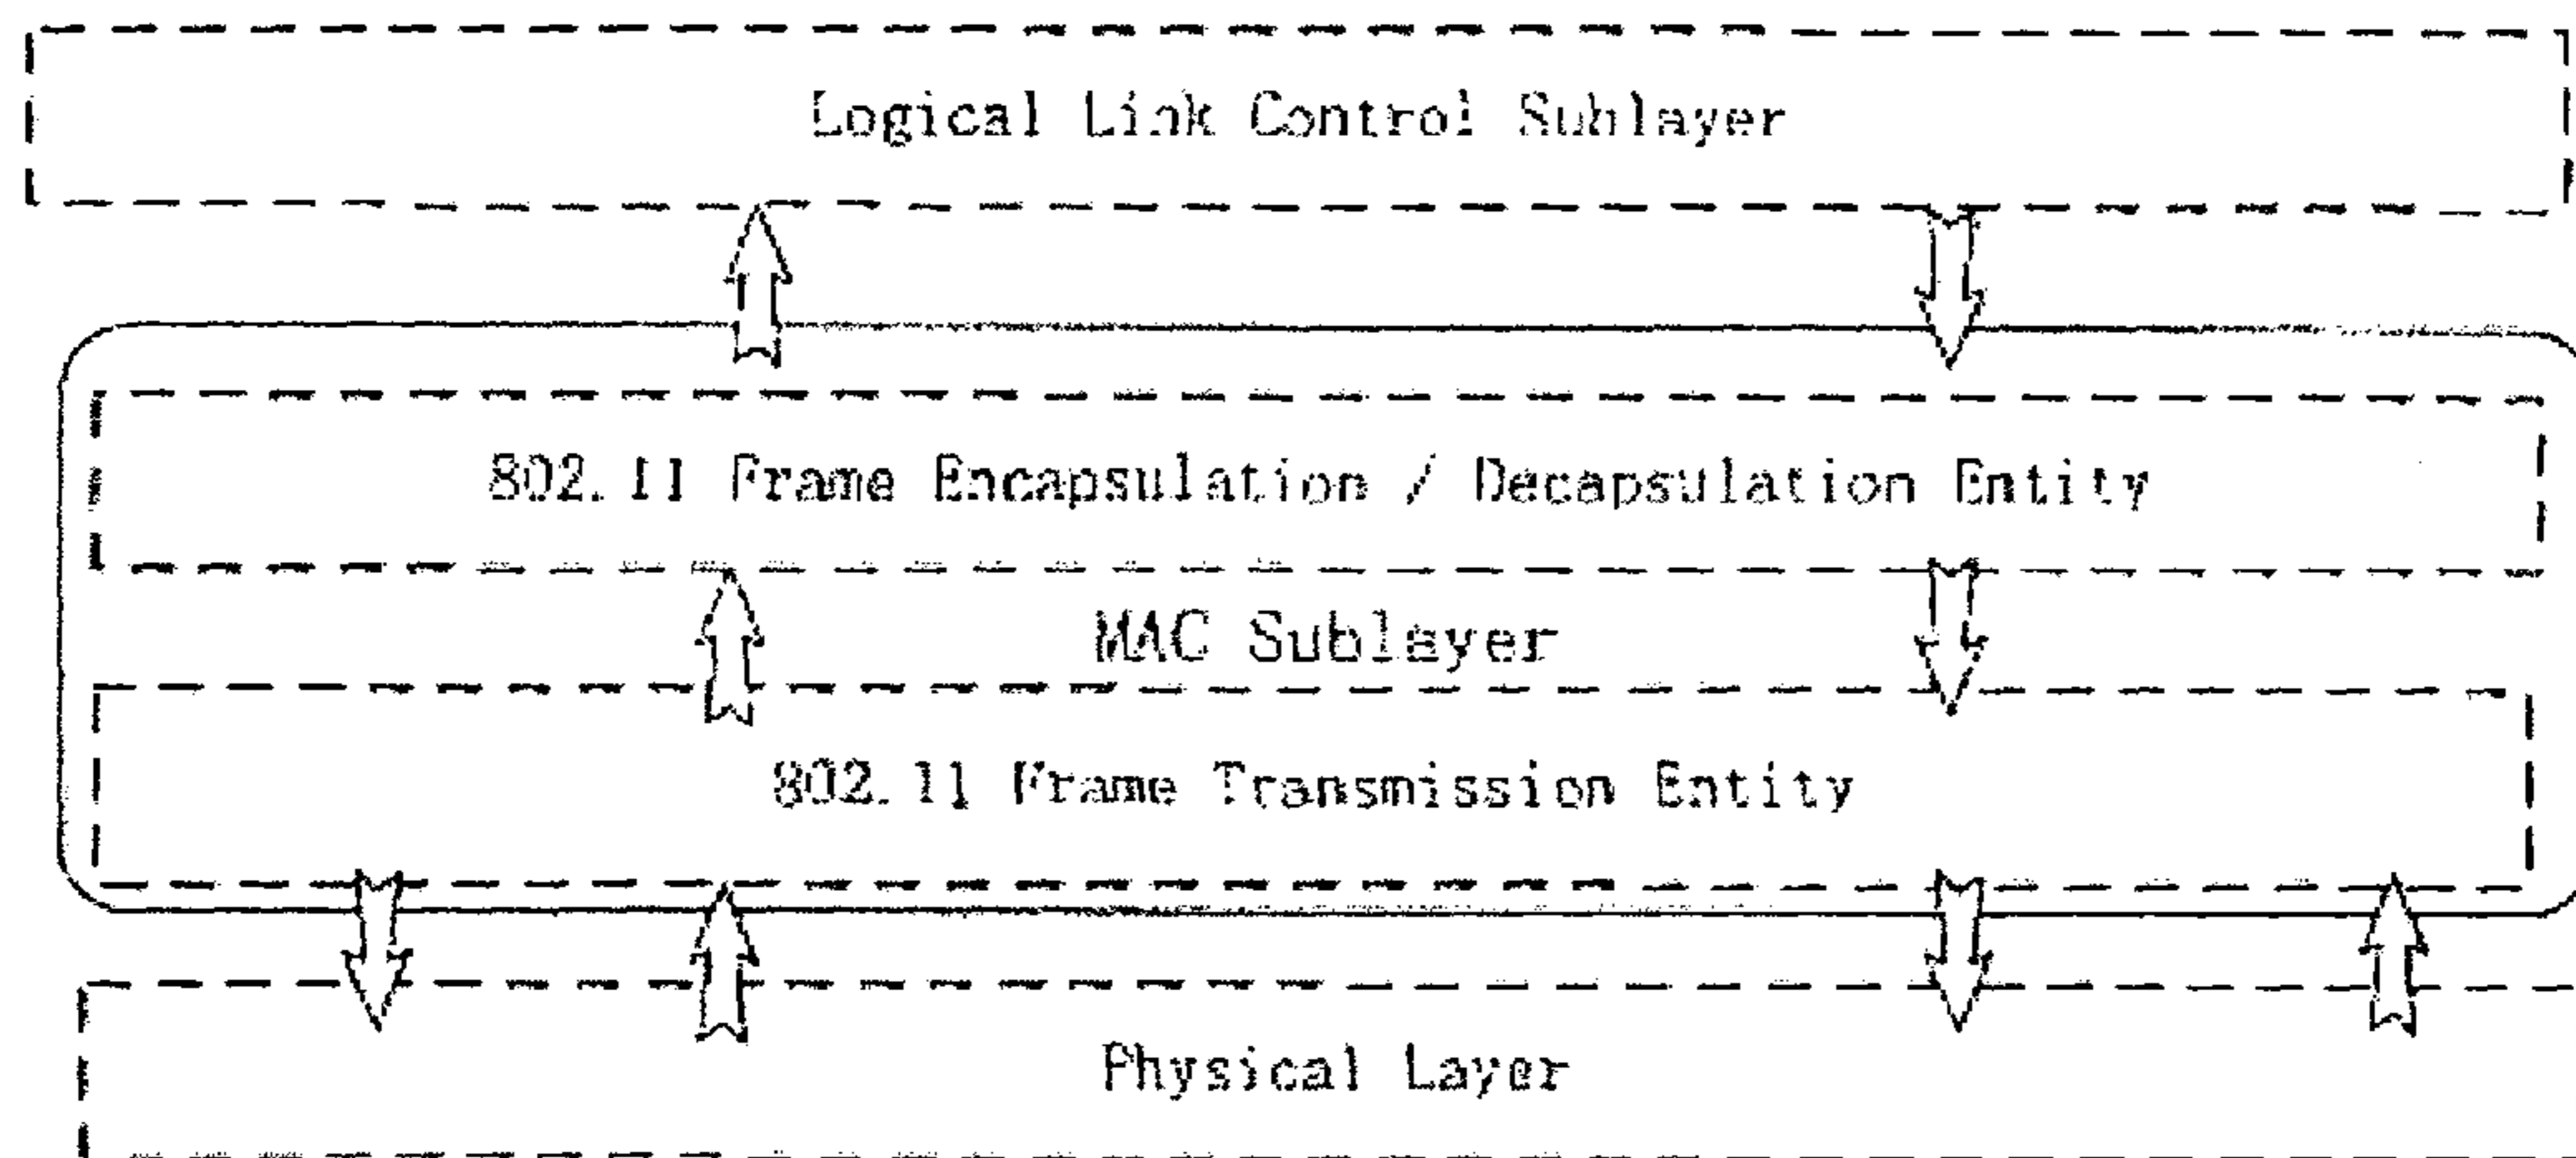 Logical Link Control Sublayer
802.11 Frame Encapsulation / Decapsulation Entity
MAC Sublayer
802.11 Frame Transmission Entity
Physical Layer